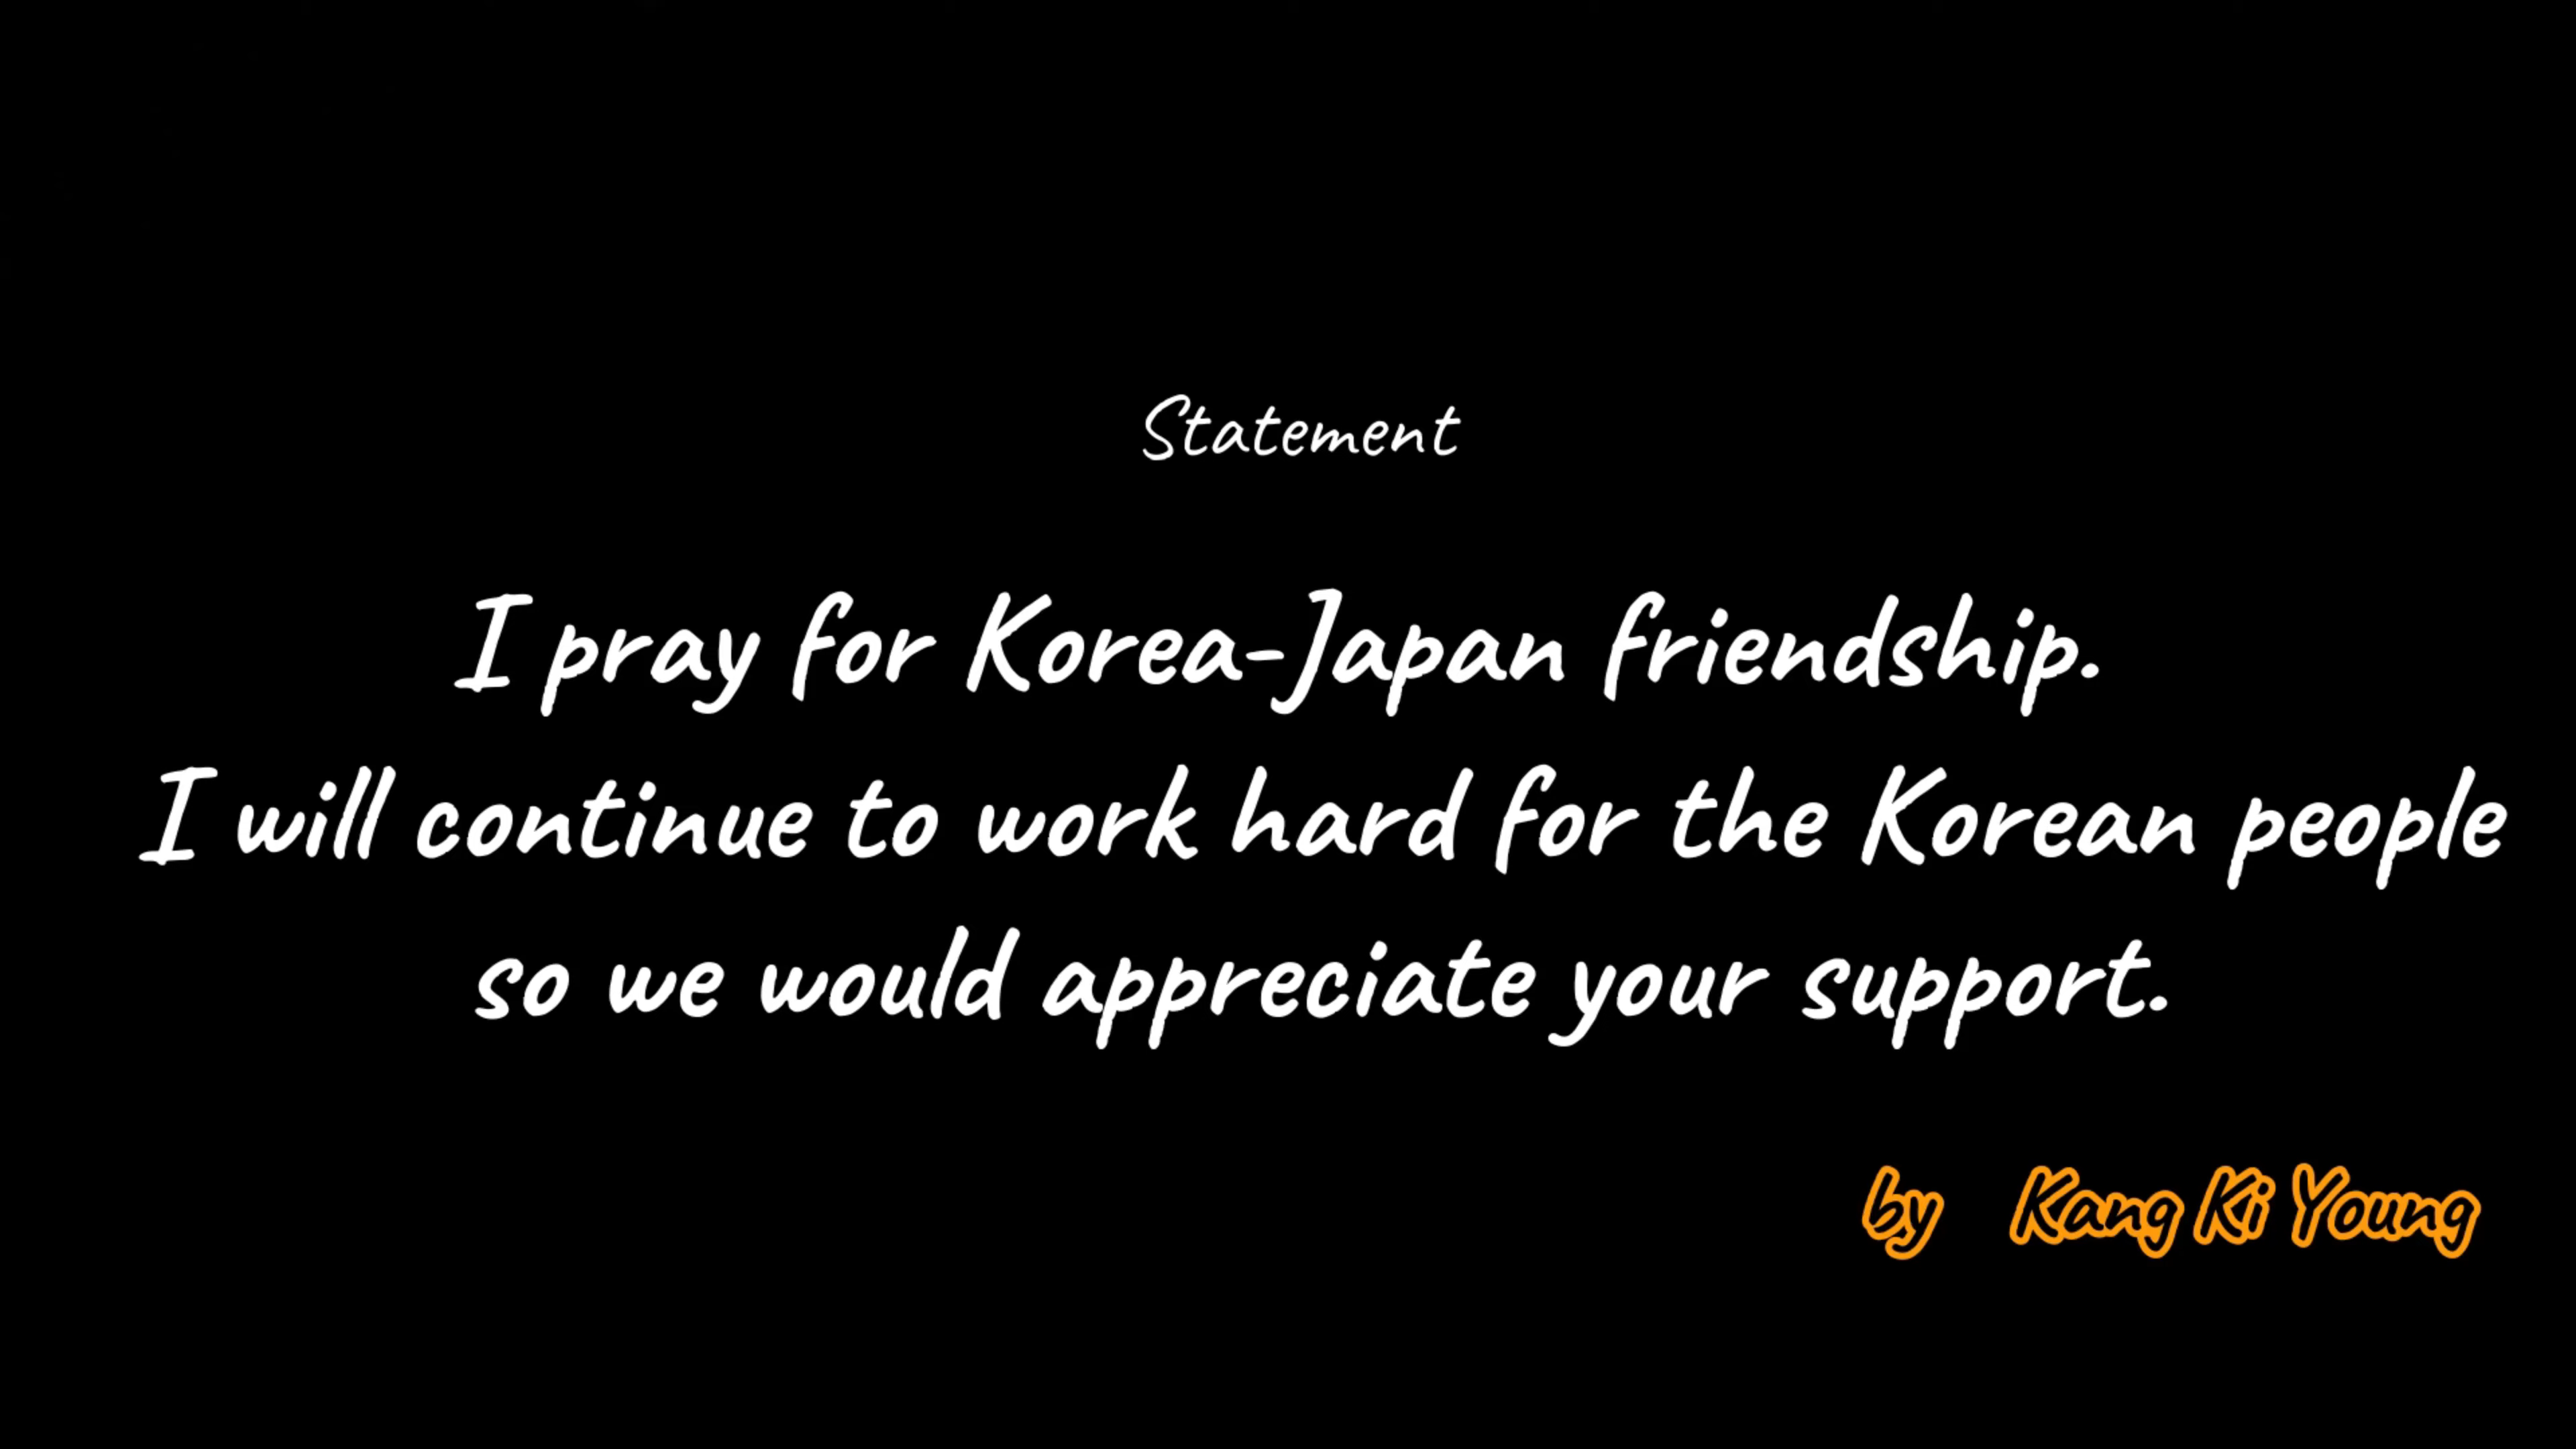 Statement
I pray for Korea-Japan friendship.
I will continue to work hard for the Korean people
so we would appreciate your support.
by Kang Ki Young